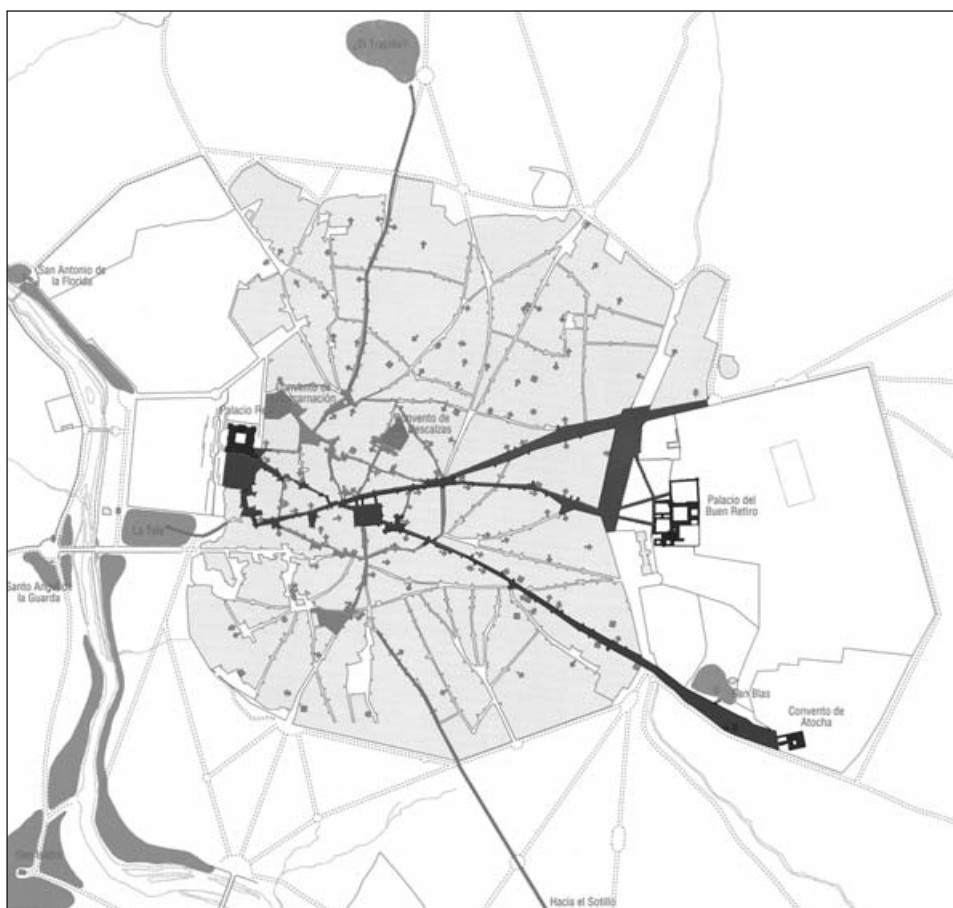 ¿El Trapillo?
San Antonio de
la Florida
Convento de
Encarnación
Palacio
Convento de
Descalzas
Palacio del
Buen Retiro
La Tela
Santo Angel de
la Guarda
San Blas
Convento de
Atocha
Hacia el Sotillo